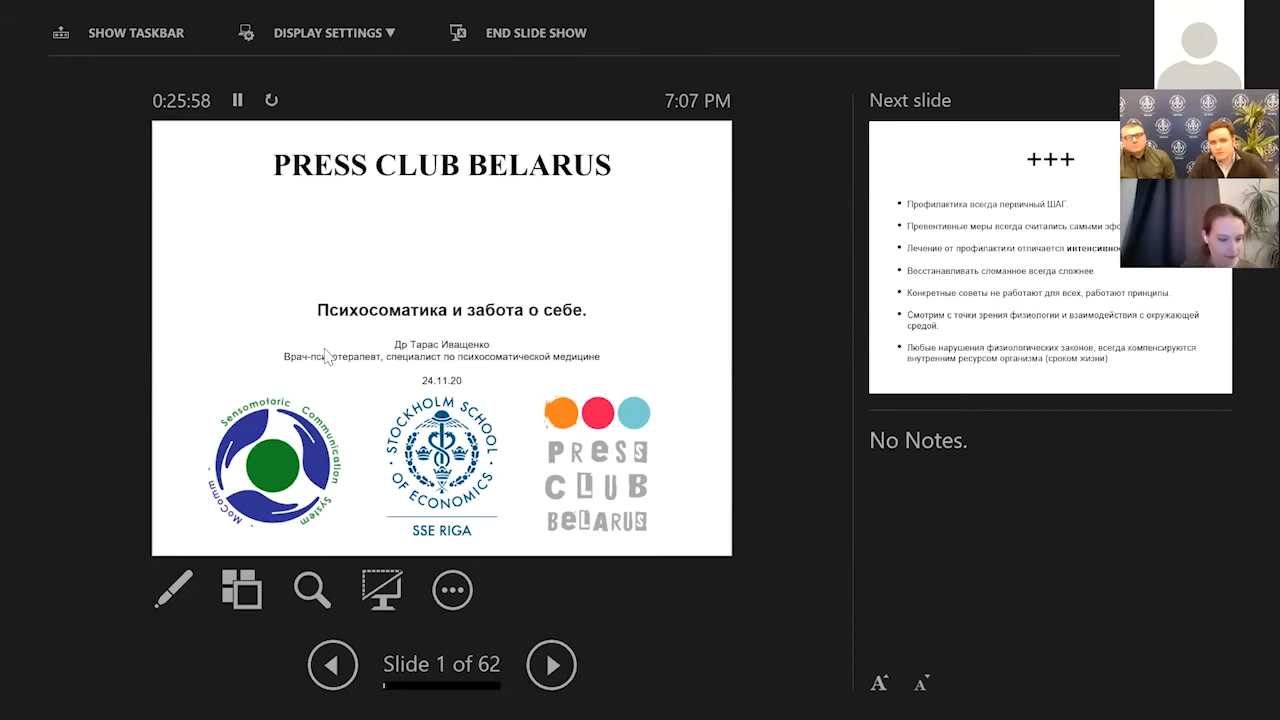 SHOW TASKBAR
DISPLAY SETTINGS ▼
END SLIDE SHOW
0:25:58
7:07 PM
PRESS CLUB BELARUS
Психосоматика и забота о себе.
Др Тарас Иващенко
Врач-психотерапевт, специалист по психосоматической медицине
24.11.20
Sensomotoric Communication System
MoComm
STOCKHOLM SCHOOL
OF ECONOMICS
SSE RIGA
PRESS
CLUB
BELARUS
Slide 1 of 62
Next slide
+++
• Профилактика всегда первичный ШАГ.
• Превентивные меры всегда считались самыми
• Лечение от профилактики отличается
• Восстанавливать сломанное всегда сложнее
• Конкретные советы не работают для всех, работают принципы.
• Смотрим с точки зрения физиологии и взаимодействия с окружающей
средой.
• Любые нарушения физиологических законов, всегда компенсируются
внутренним ресурсом организма (сроком жизни)
No Notes.
A A